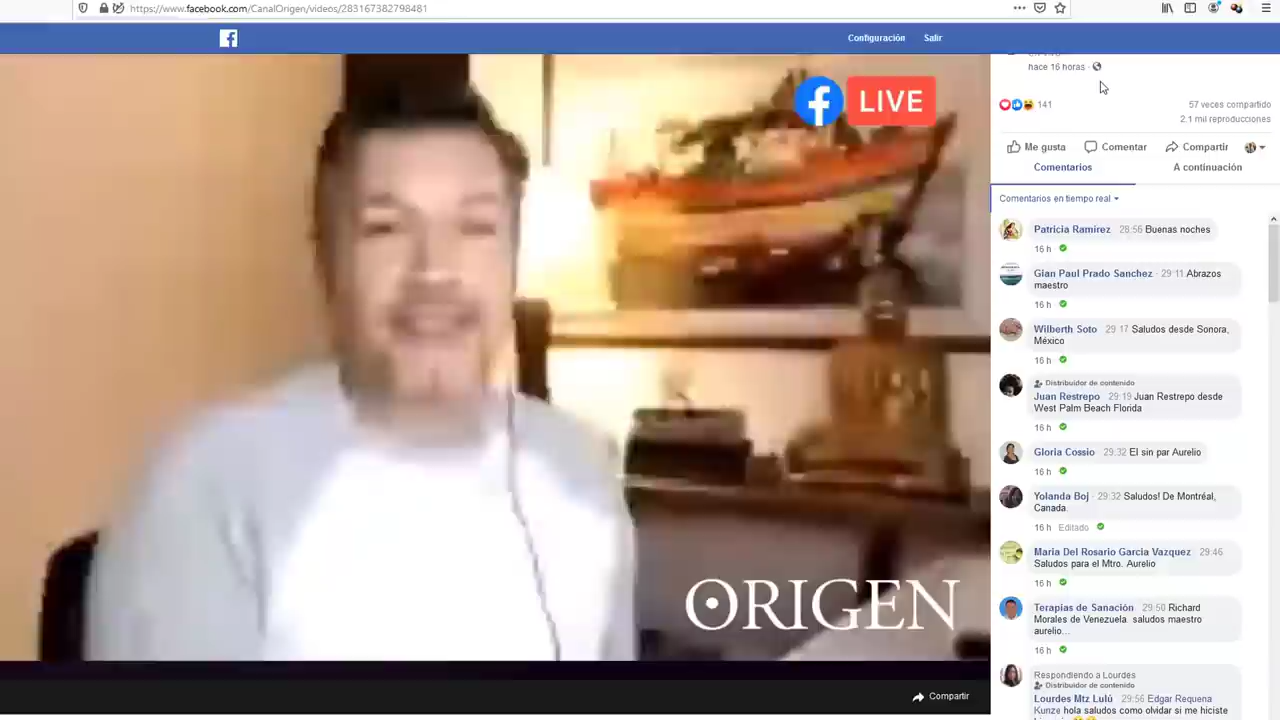 https://www.facebook.com/CanalOrigen/videos/283167382798481
Configuración Salir
LIVE
ORIGEN
Compartir
hace 16 horas ·
141
57 veces compartido
2.1 mil reproducciones
Me gusta Comentar Compartir
Comentarios A continuación
Comentarios en tiempo real
Patricia Ramírez 28:56 Buenas noches
16 h
Gian Paul Prado Sanchez · 29:11 Abrazos
maestro
16 h
Wilberth Soto 29:17 Saludos desde Sonora,
México
16 h
Distribuidor de contenido
Juan Restrepo 29:19 Juan Restrepo desde
West Palm Beach Florida
16 h
Gloria Cossio 29:32 El sin par Aurelio
16 h
Yolanda Boj · 29:32 Saludos! De Montréal,
Canada.
16 h Editado
Maria Del Rosario Garcia Vazquez 29:46
Saludos para el Mtro. Aurelio
16 h
Terapias de Sanación 29:50 Richard
Morales de Venezuela saludos maestro
aurelio...
16 h
Respondiendo a Lourdes
Distribuidor de contenido
Lourdes Mtz Lulú 29:56 Edgar Requena
Kunze hola saludos como olvidar si me hiciste